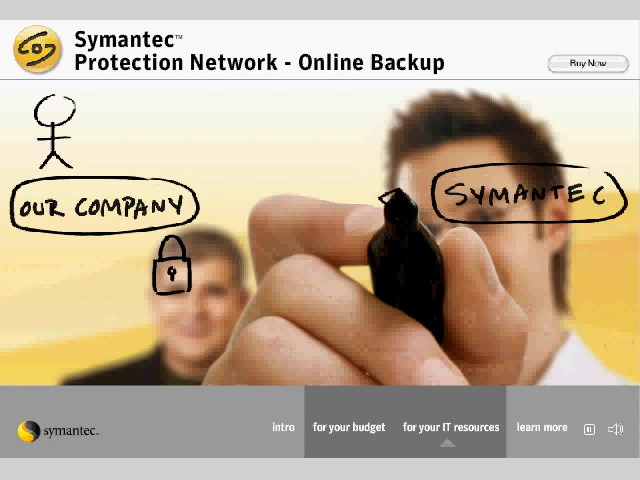 Symantec™
Protection Network - Online Backup
Buy Now
SYMANTEC
OUR COMPANY
symantec.
intro
for your budget
for your IT resources
learn more